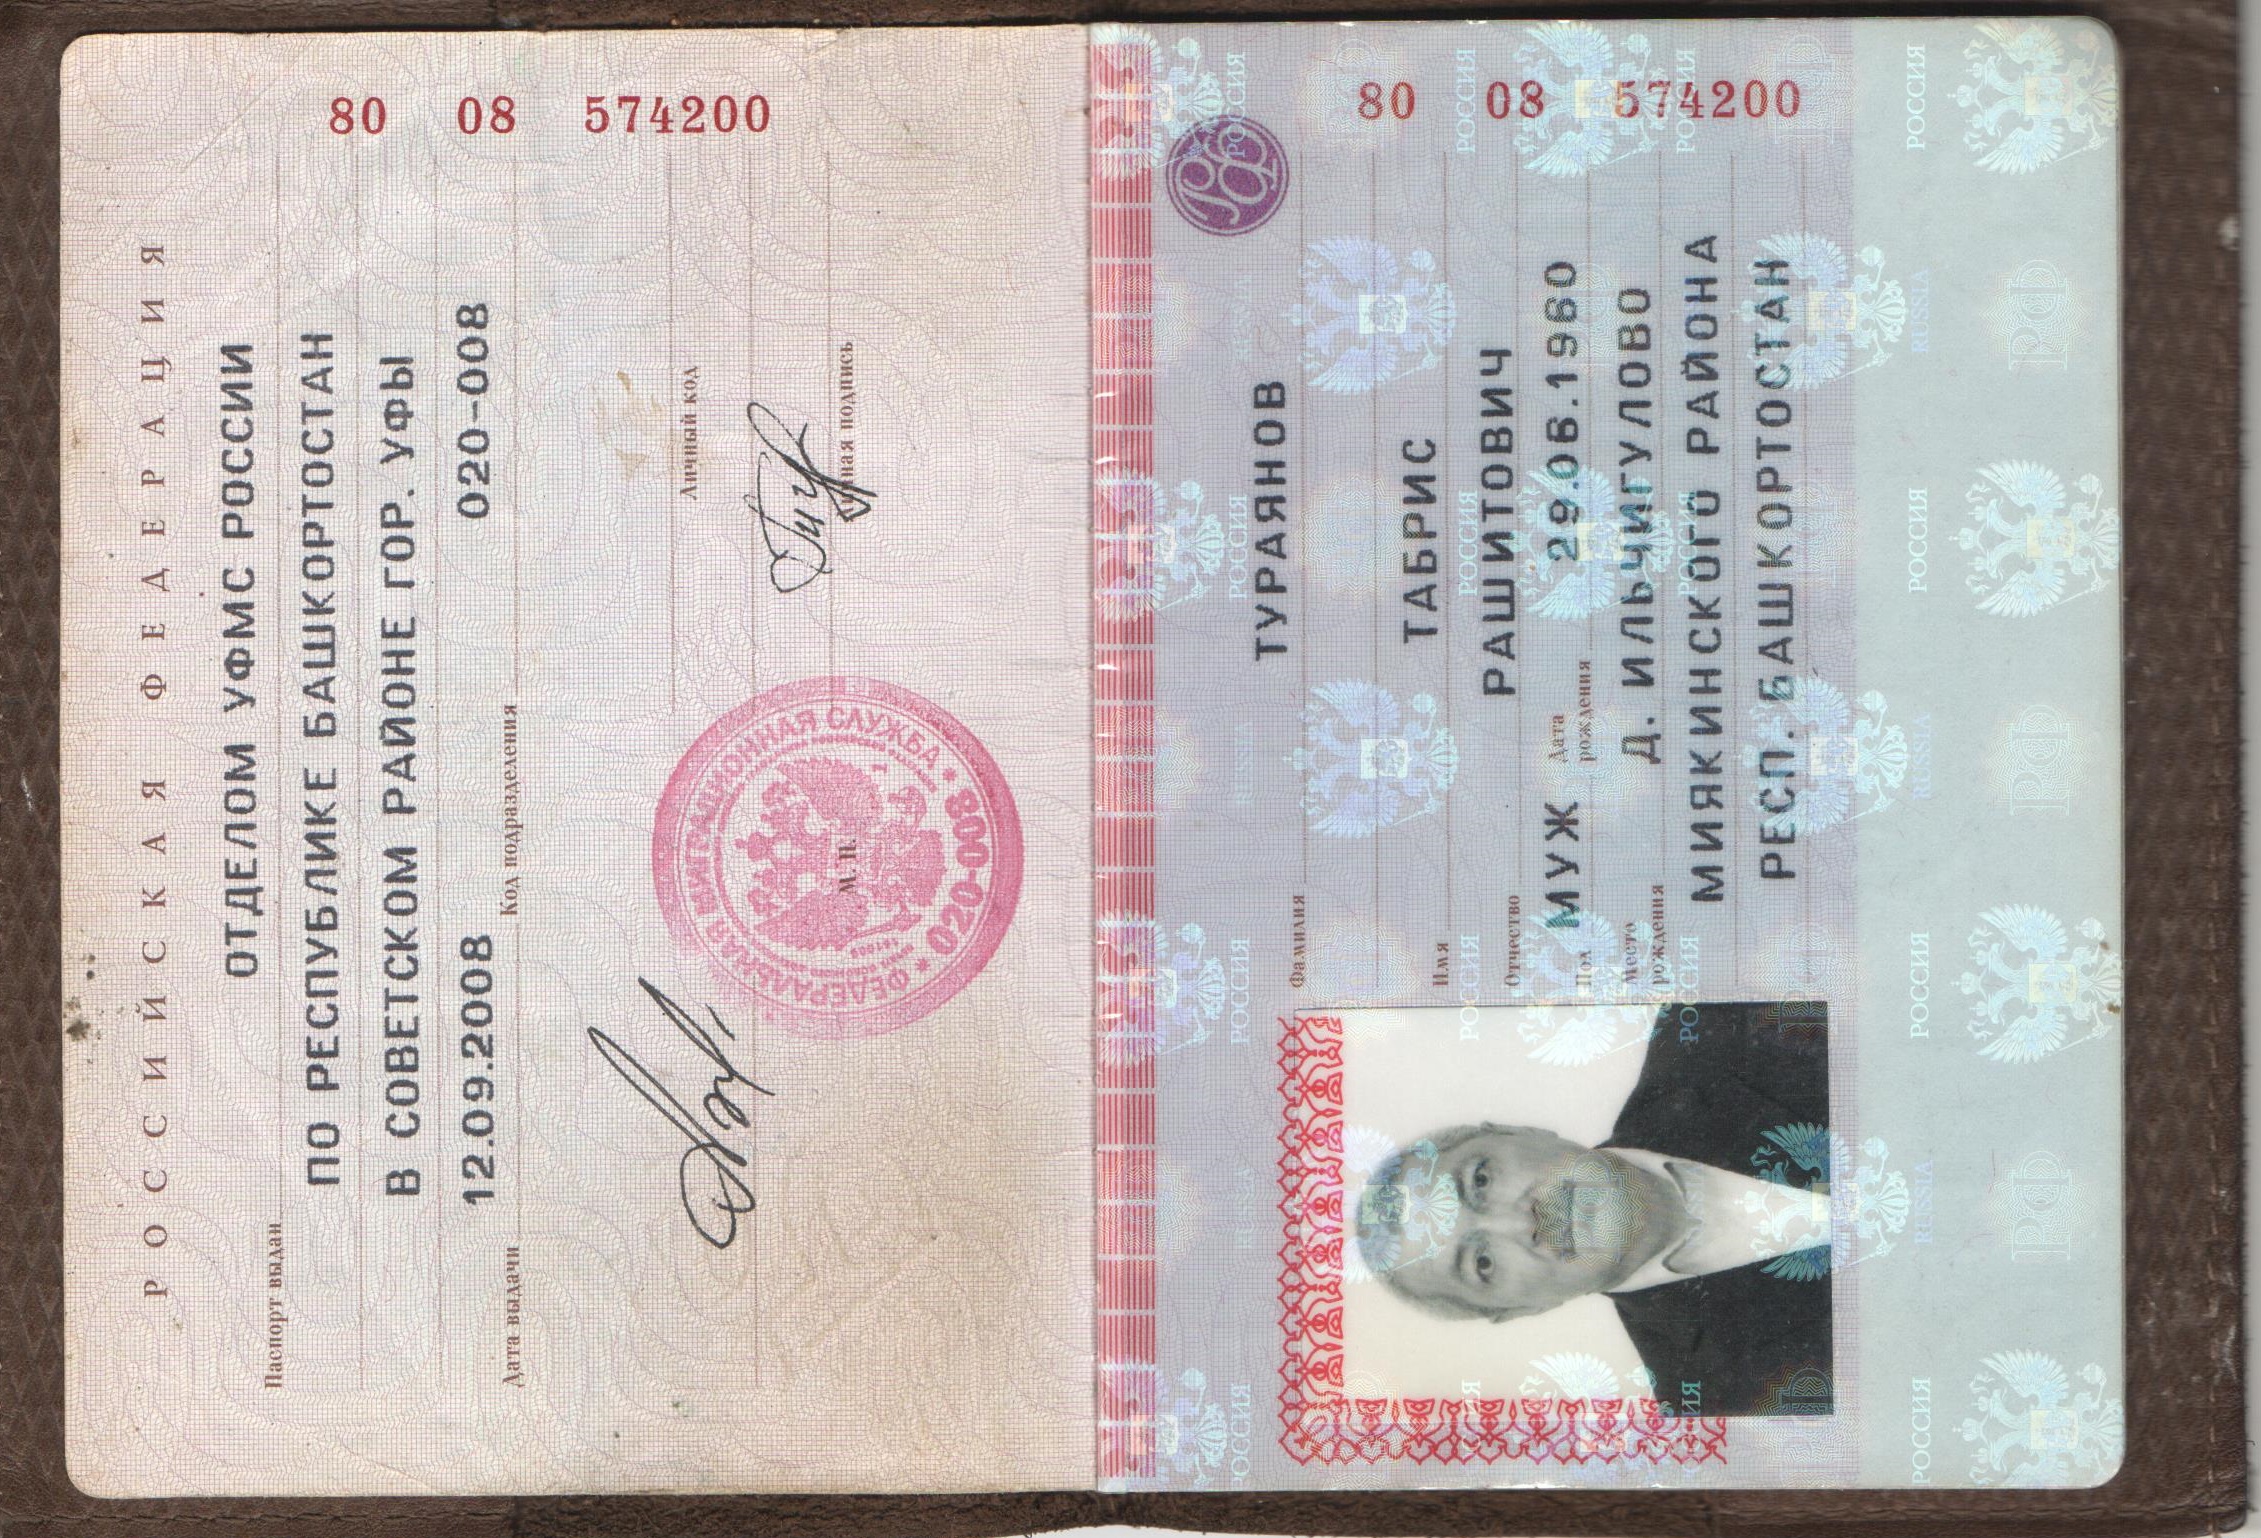 РОССИЙСКАЯ ФЕДЕРАЦИЯ
Паспорт выдан
ОТДЕЛОМ УФМС РОССИИ
ПО РЕСПУБЛИКЕ БАШКОРТОСТАН
В СОВЕТСКОМ РАЙОНЕ ГОР. УФЫ
Дата выдачи 12.09.2008 Код подразделения 020-008
Личный код
подпись
М.П.
ФЕДЕРАЛЬНАЯ МИГРАЦИОННАЯ СЛУЖБА
020-008
80 08 574200
80 08 574200
Фамилия ТУРАЯНОВ
Имя ТАБРИС
Отчество РАШИТОВИЧ
Пол МУЖ Дата рождения 29.06.1960
Место рождения Д. ИЛЬЧИГУЛОВО
МИЯКИНСКОГО РАЙОНА
РЕСП. БАШКОРТОСТАН
РОССИЯ
RUSSIA
РФ